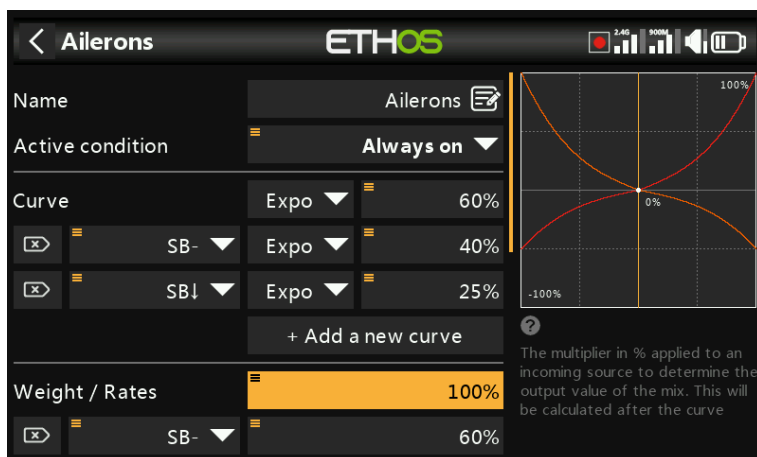 Ailerons
ETHOS
2.4G 900M
Name Ailerons
Active condition Always on
Curve Expo 60%
SB- Expo 40%
SB↓ Expo 25%
+ Add a new curve
Weight / Rates 100%
SB- 60%
100%
0%
-100%
?
The multiplier in % applied to an
incoming source to determine the
output value of the mix. This will
be calculated after the curve